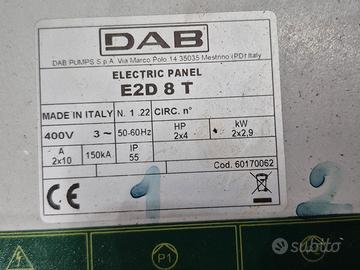 DAB
DAB PUMPS S.p.A. Via Marco Polo 14 35035 Mestrino (PD) Italy
ELECTRIC PANEL
E2D 8 T
MADE IN ITALY N. 1 .22 CIRC. n°
400V 3 ~ 50-60Hz HP 2x4 kW 2x2,9
A 2x10 150kA IP 55
Cod. 60170062
CE
1 2
P1
subito